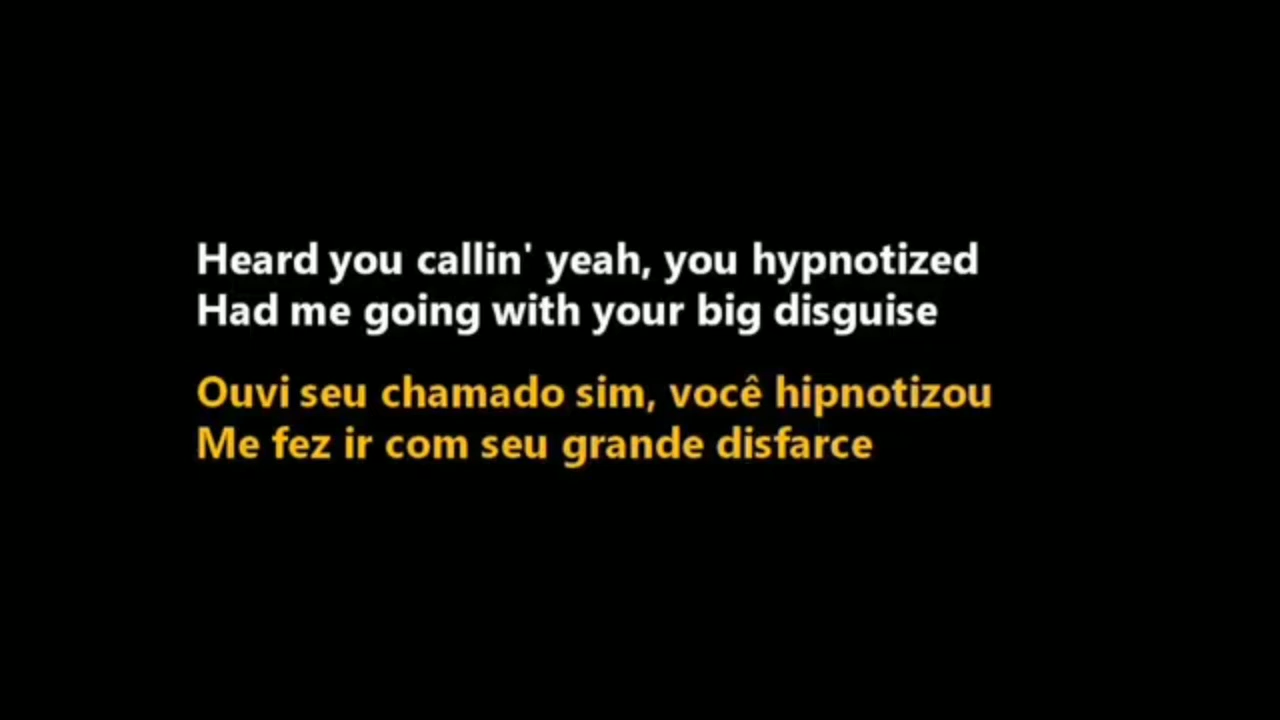 Heard you callin' yeah, you hypnotized
Had me going with your big disguise
Ouvi seu chamado sim, você hipnotizou
Me fez ir com seu grande disfarce